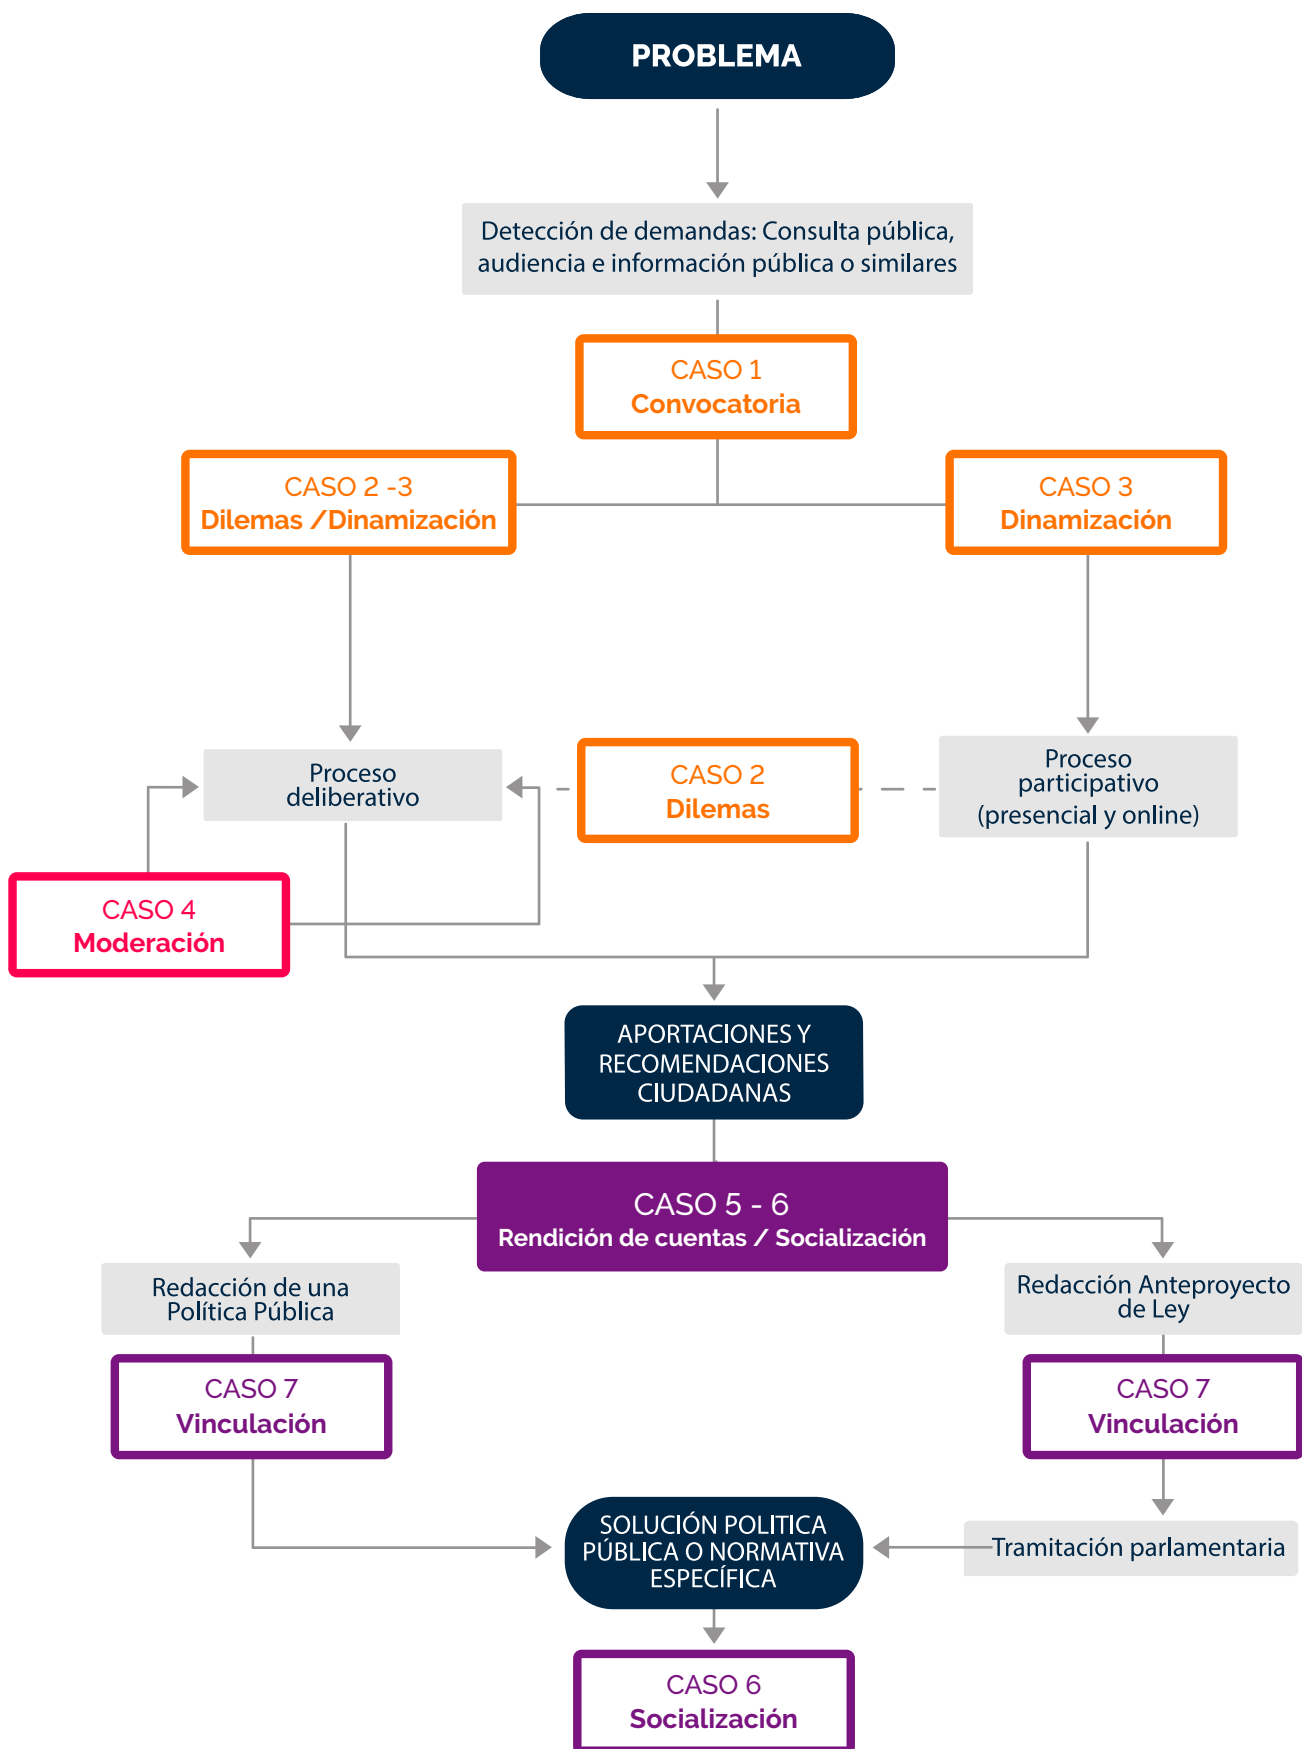 PROBLEMA
Detección de demandas: Consulta pública,
audiencia e información pública o similares
CASO 1
Convocatoria
CASO 2 -3
Dilemas /Dinamización
CASO 3
Dinamización
Proceso
deliberativo
CASO 2
Dilemas
Proceso
participativo
(presencial y online)
CASO 4
Moderación
APORTACIONES Y
RECOMENDACIONES
CIUDADANAS
CASO 5 - 6
Rendición de cuentas / Socialización
Redacción de una
Política Pública
Redacción Anteproyecto
de Ley
CASO 7
Vinculación
CASO 7
Vinculación
SOLUCIÓN POLITICA
PÚBLICA O NORMATIVA
ESPECÍFICA
Tramitación parlamentaria
CASO 6
Socialización